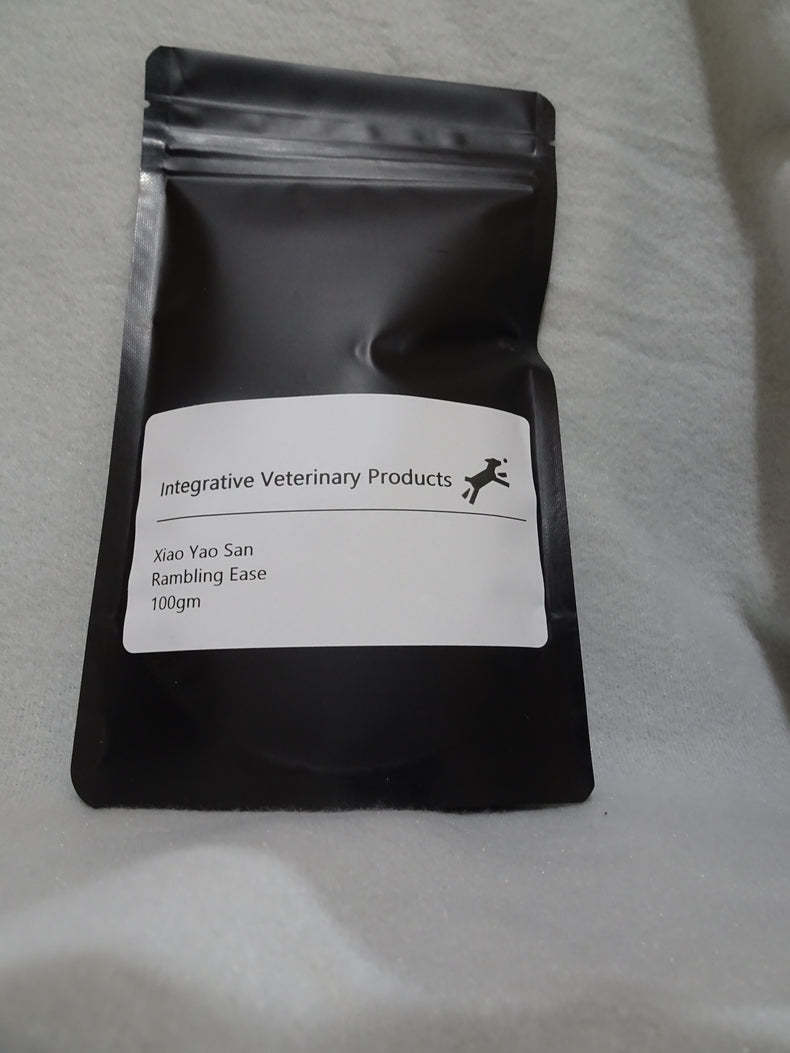 Integrative Veterinary Products
Xiao Yao San
Rambling Ease
100gm